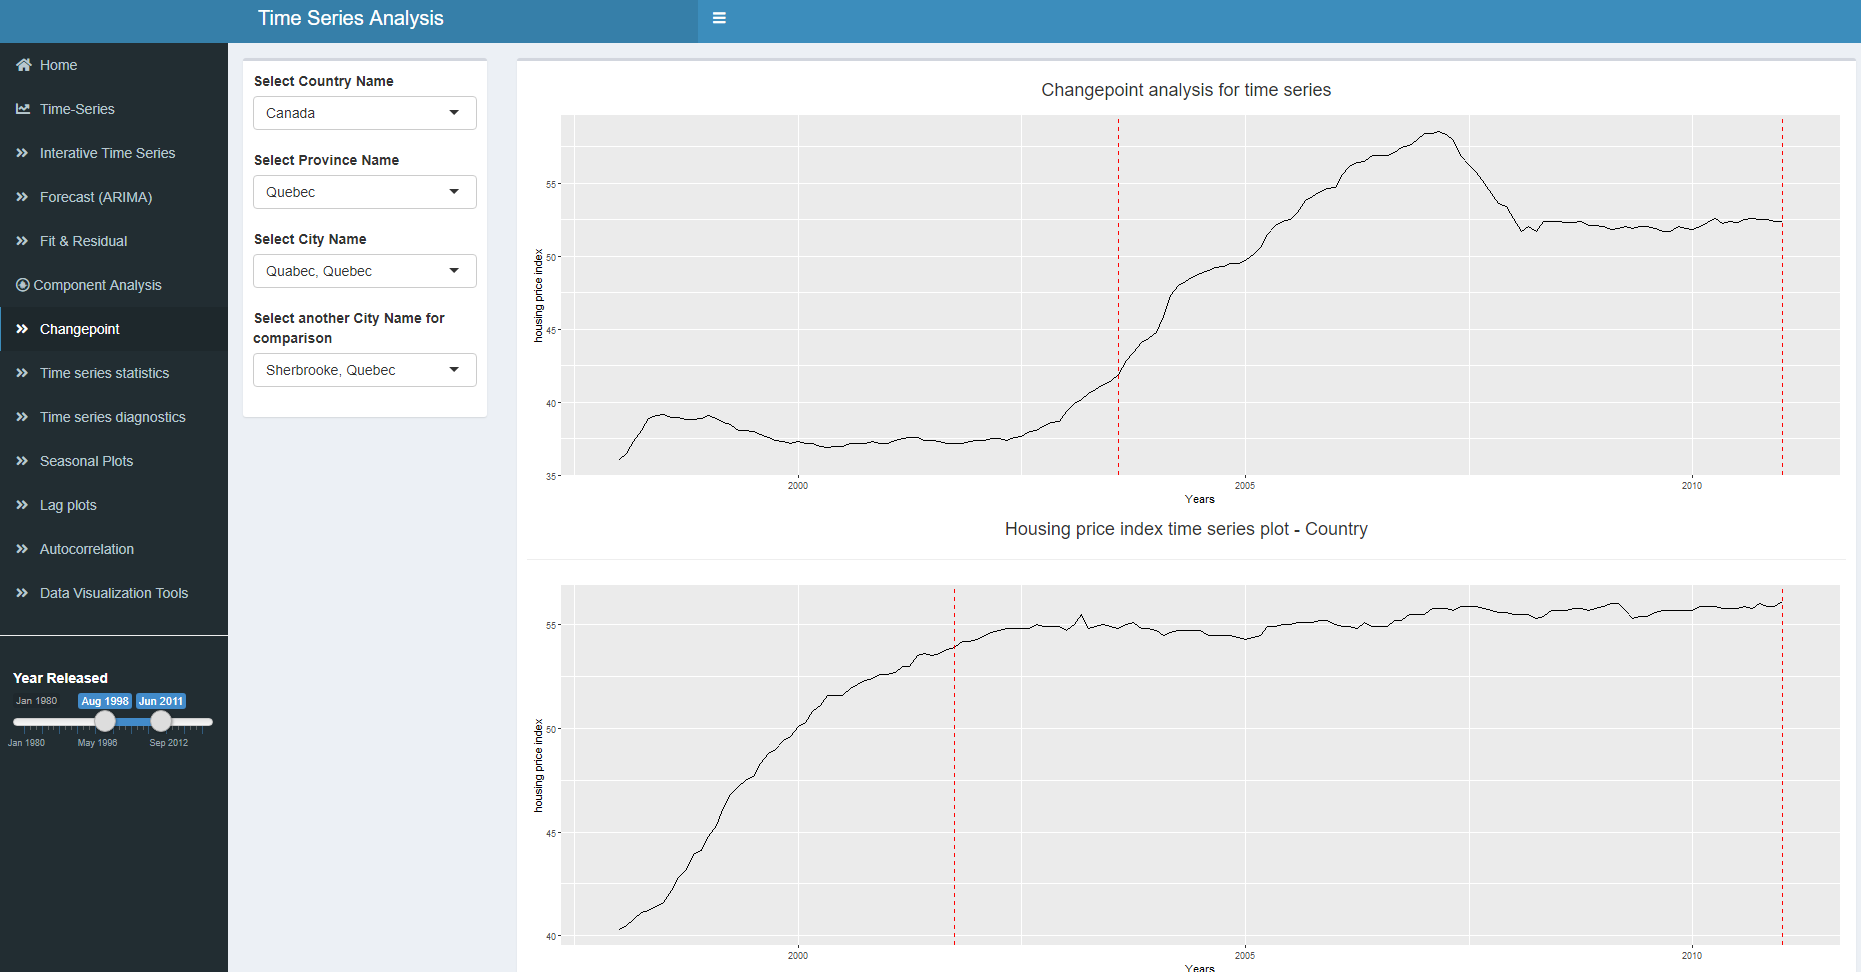 Time Series Analysis
Home
Time-Series
Interative Time Series
Forecast (ARIMA)
Fit & Residual
Component Analysis
Changepoint
Time series statistics
Time series diagnostics
Seasonal Plots
Lag plots
Autocorrelation
Data Visualization Tools
Year Released
Jan 1980 Aug 1998 Jun 2011
Jan 1980 May 1996 Sep 2012
Select Country Name
Canada
Select Province Name
Quebec
Select City Name
Quabec, Quebec
Select another City Name for
comparison
Sherbrooke, Quebec
Changepoint analysis for time series
housing price index
55
50
45
40
35
2000 2005 2010
Years
Housing price index time series plot - Country
housing price index
55
50
45
40
2000 2005 2010
Years